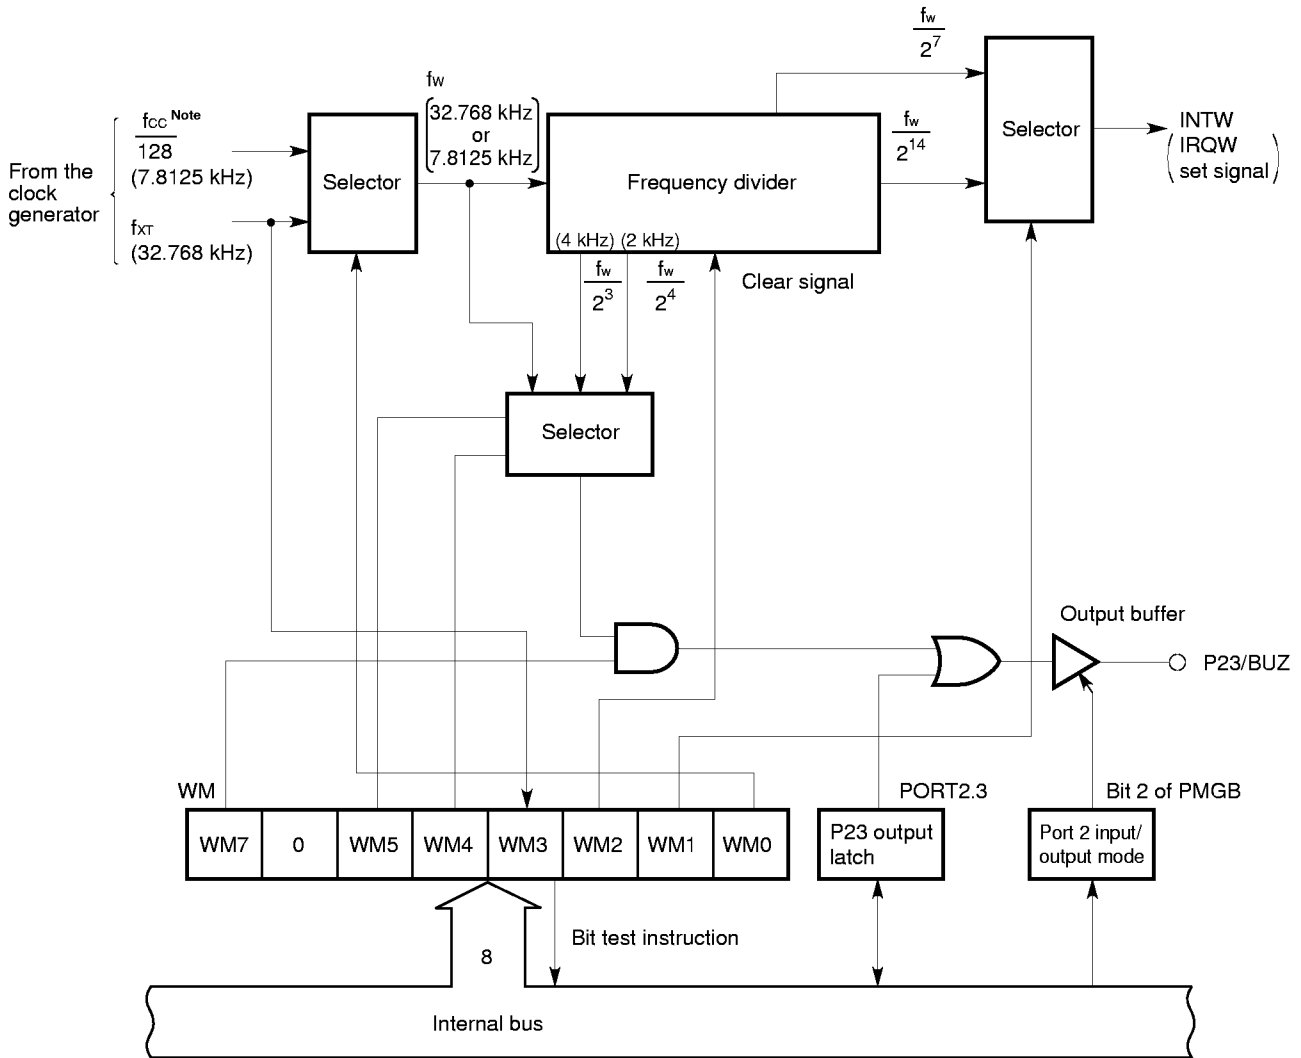 From the
clock
generator
fCC Note
128
(7.8125 kHz)
fXT
(32.768 kHz)
Selector
fW
32.768 kHz
or
7.8125 kHz
Frequency divider
(4 kHz) (2 kHz)
fW
2^3
fW
2^4
Clear signal
fW
2^7
fW
2^14
Selector
INTW
IRQW
set signal
Selector
Output buffer
P23/BUZ
WM
WM7 0 WM5 WM4 WM3 WM2 WM1 WM0
PORT2.3
P23 output
latch
Bit 2 of PMGB
Port 2 input/
output mode
8
Bit test instruction
Internal bus